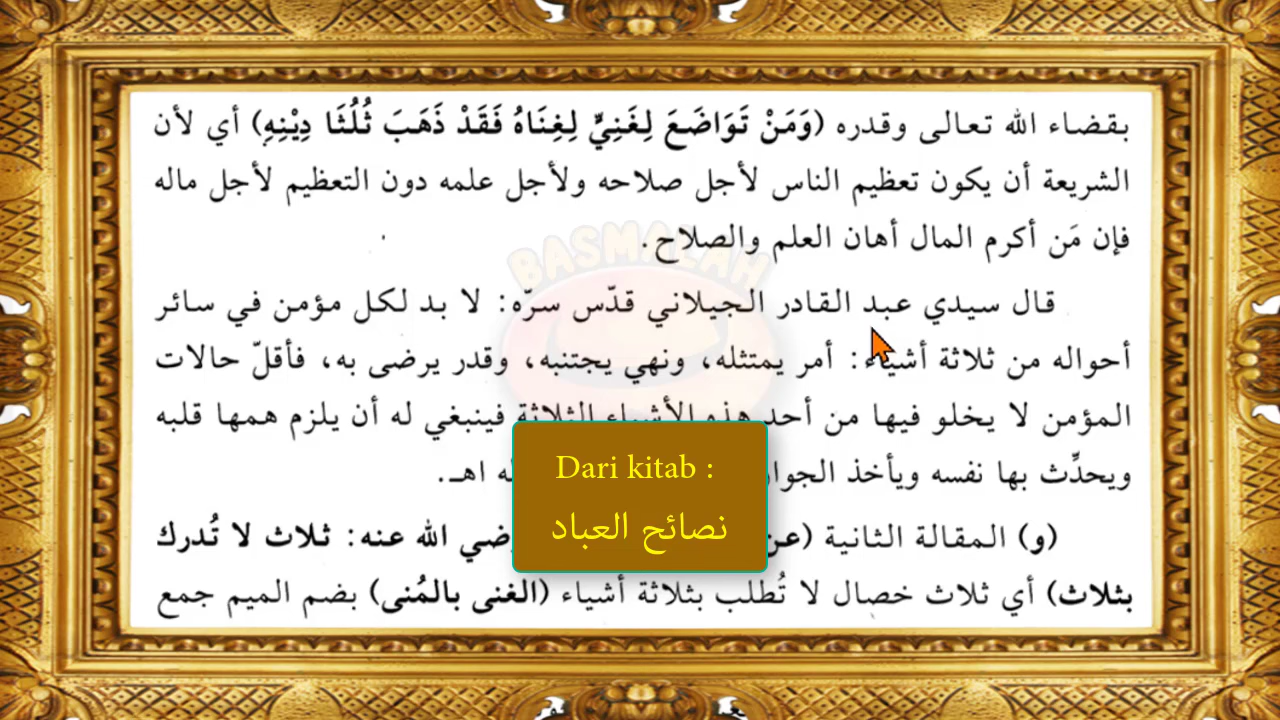 بقضاء الله تعالى وقدره (وَمَنْ تَوَاضَعَ لِغَنِيٍّ لِغِنَاهُ فَقَدْ ذَهَبَ ثُلُثَا دِيْنِهِ) أي لأن
الشريعة أن يكون تعظيم الناس لأجل صلاحه ولأجل علمه دون التعظيم لأجل ماله
فإن مَن أكرم المال أهان العلم والصلاح.
BASMALAH
قال سيدي عبد القادر الجيلاني قدّس سرّه: لا بد لكل مؤمن في سائر
أحواله من ثلاثة أشياء: أمر يمتثله، ونهي يجتنبه، وقدر يرضى به، فأقلّ حالات
المؤمن لا يخلو فيها من أحد هذه الأشياء الثلاثة فينبغي له أن يلزم همها قلبه
ويحدِّث بها نفسه ويأخذ اهـ.
Dari kitab :
نصائح العباد
(و) المقالة الثانية (عن الله عنه: ثلاث لا تُدرك
بثلاث) أي ثلاث خصال لا تُطلب بثلاثة أشياء (الغنى بالمُنى) بضم الميم جمع